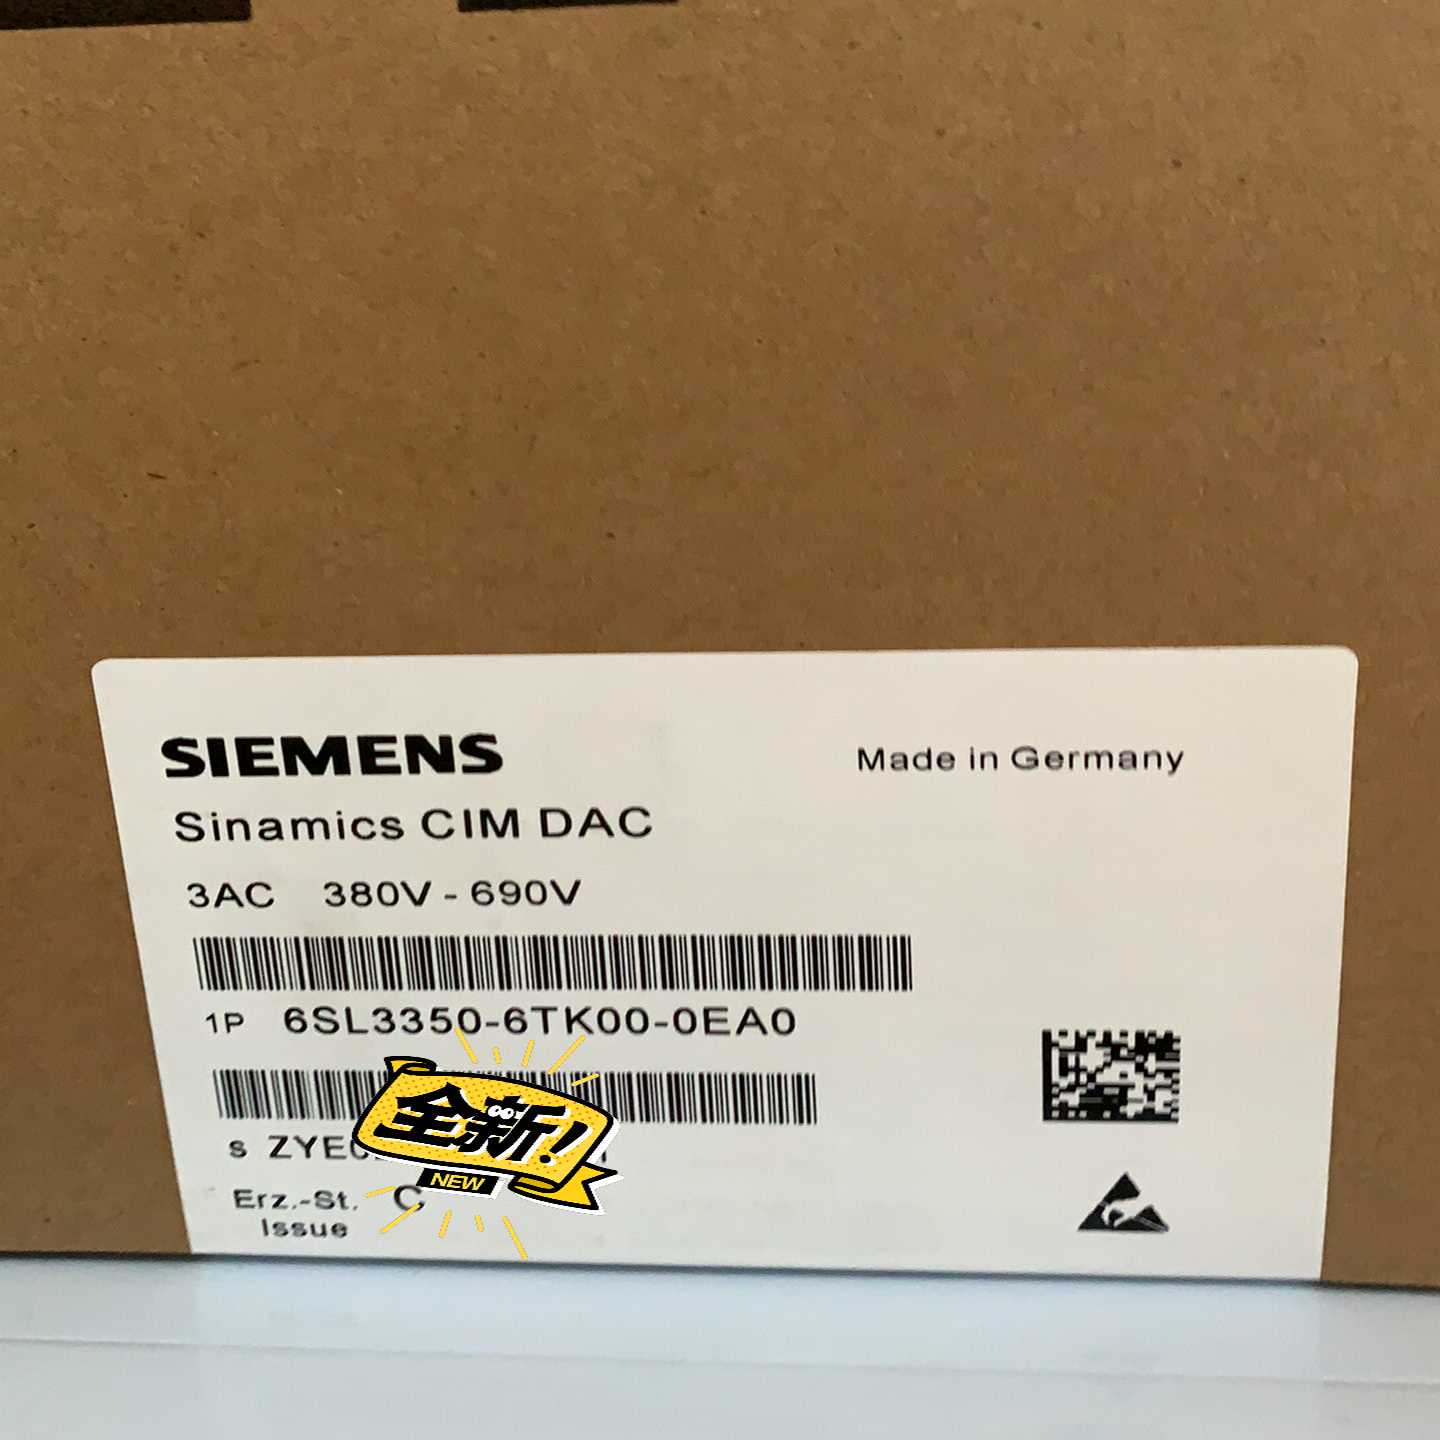 SIEMENS
Made in Germany
Sinamics CIM DAC
3AC 380V - 690V
1P 6SL3350-6TK00-0EA0
全新!
NEW
S
Erz.-St. C
Issue